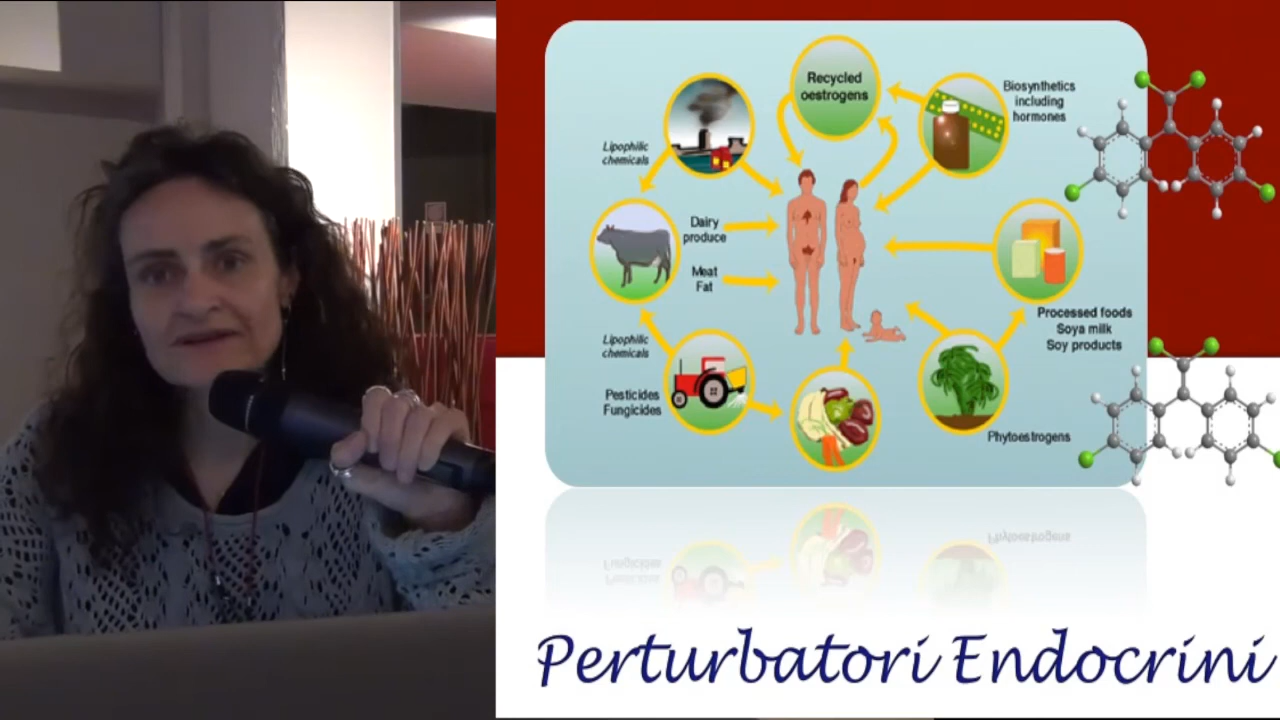 Recycled
oestrogens
Biosynthetics
including
hormones
Lipophilic
chemicals
Dairy
produce
Meat
Fat
Processed foods
Soya milk
Soy products
Lipophilic
chemicals
Pesticides
Fungicides
Phytoestrogens
Perturbatori Endocrini